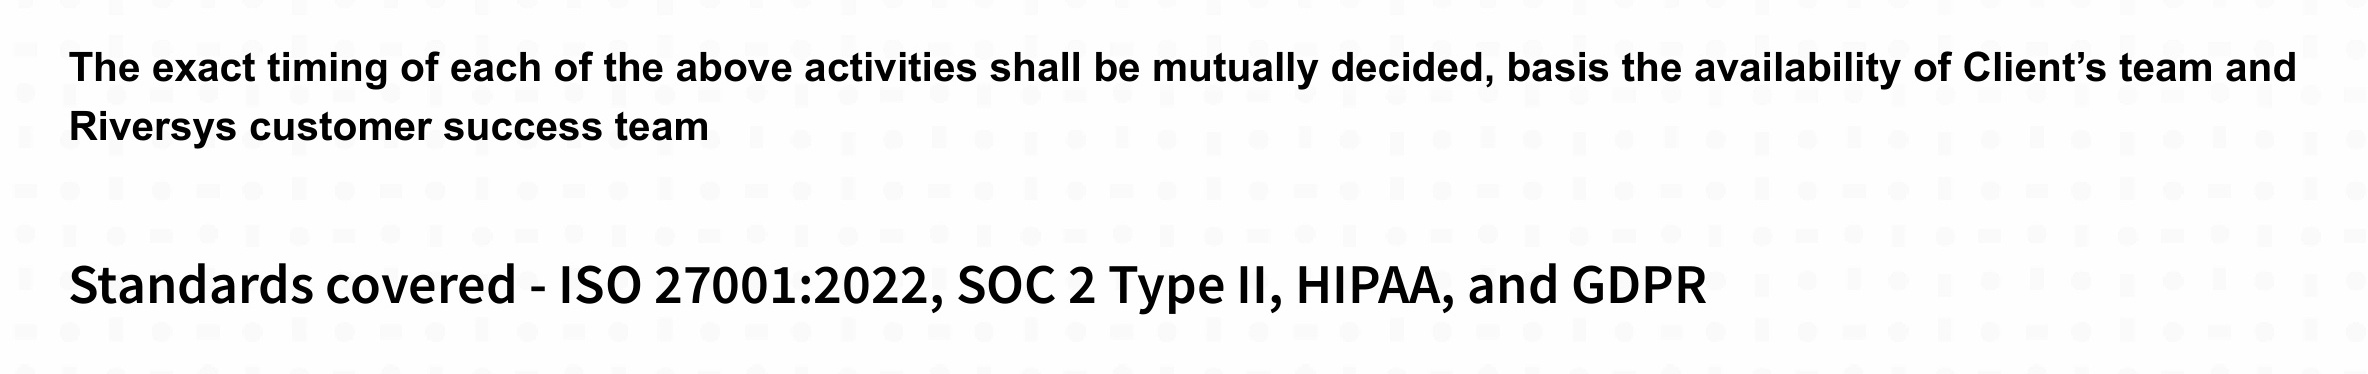 The exact timing of each of the above activities shall be mutually decided, basis the availability of Client’s team and
Riversys customer success team
Standards covered - ISO 27001:2022, SOC 2 Type II, HIPAA, and GDPR